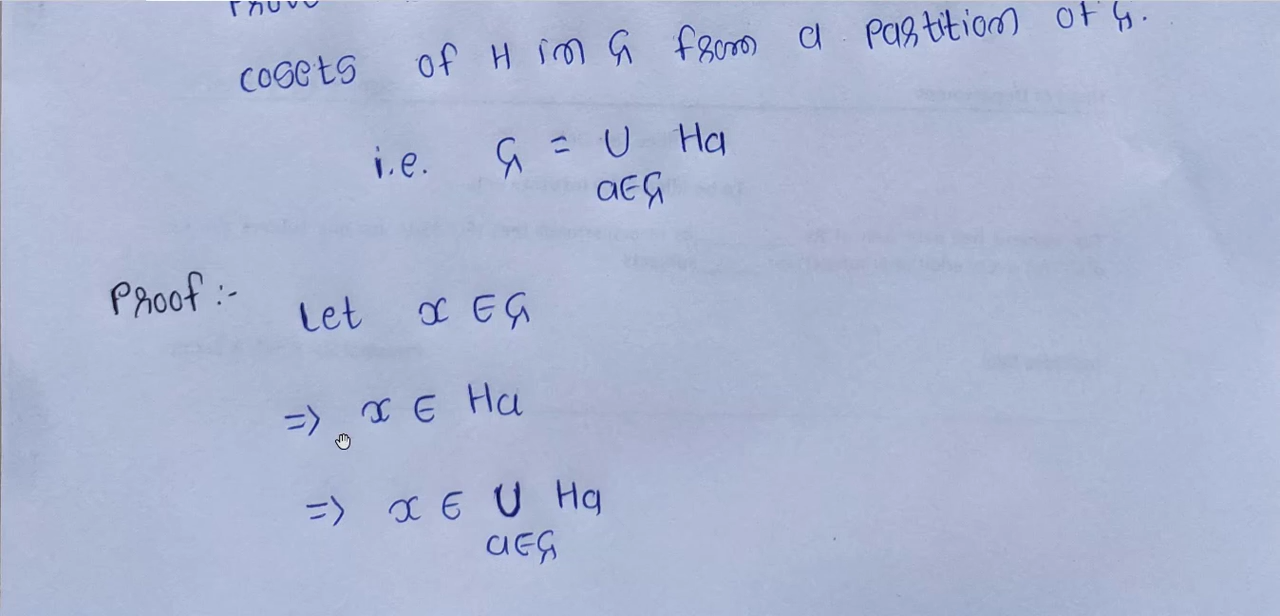 cosets of H in G from a partition of G.
i.e. G = ∪ Ha
a∈G
Proof :- Let x ∈ G
=> x ∈ Ha
=> x ∈ ∪ Ha
a∈G